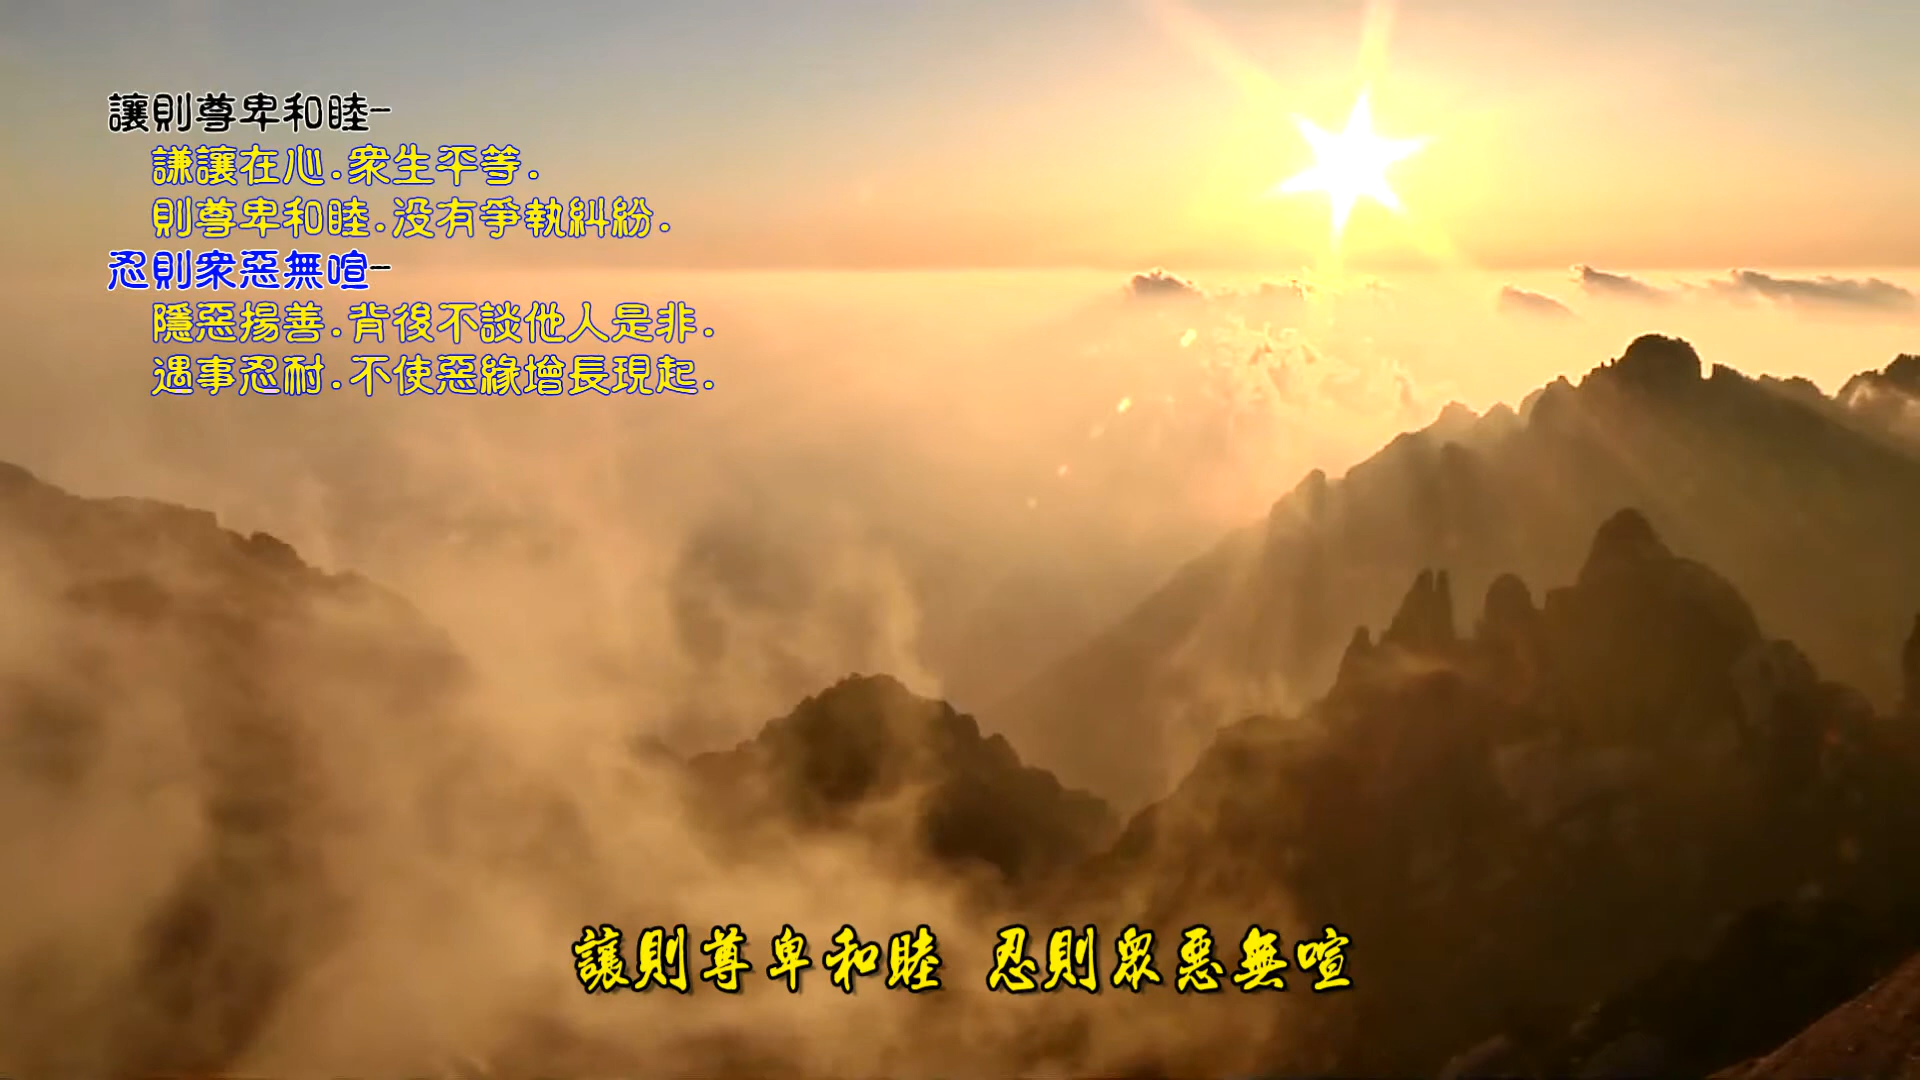 讓則尊卑和睦-
謙讓在心.衆生平等.
則尊卑和睦.没有爭執糾紛.
忍則衆惡無喧-
隱惡揚善.背後不談他人是非.
遇事忍耐.不使惡緣增長現起.
讓則尊卑和睦 忍則眾惡無喧